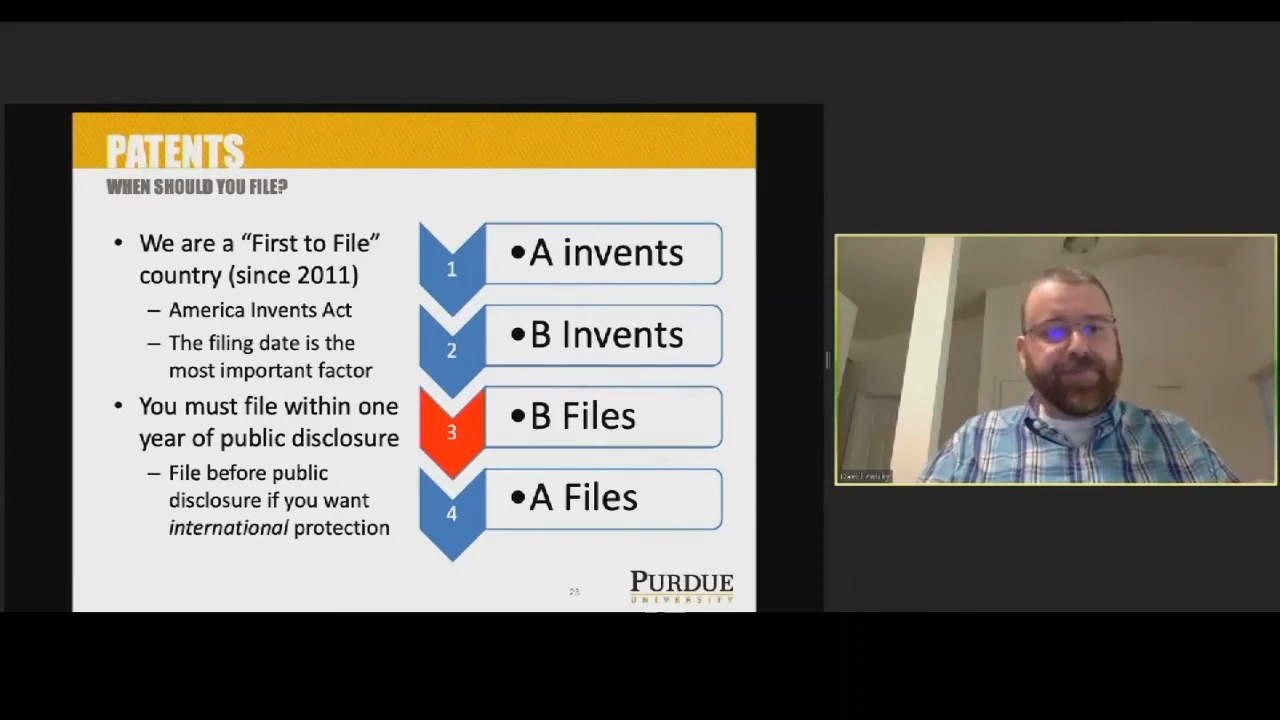 PATENTS
WHEN SHOULD YOU FILE?
• We are a “First to File”
country (since 2011)
– America Invents Act
– The filing date is the
most important factor
• You must file within one
year of public disclosure
– File before public
disclosure if you want
international protection
1
•A invents
2
•B Invents
3
•B Files
4
•A Files
23
PURDUE
UNIVERSITY
David